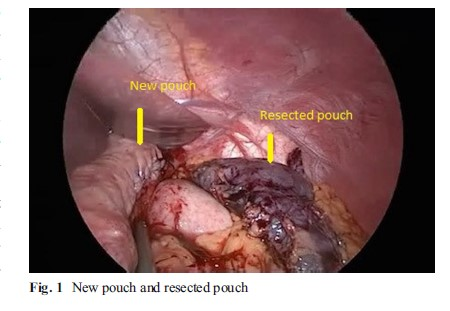 New pouch
Resected pouch
Fig. 1 New pouch and resected pouch